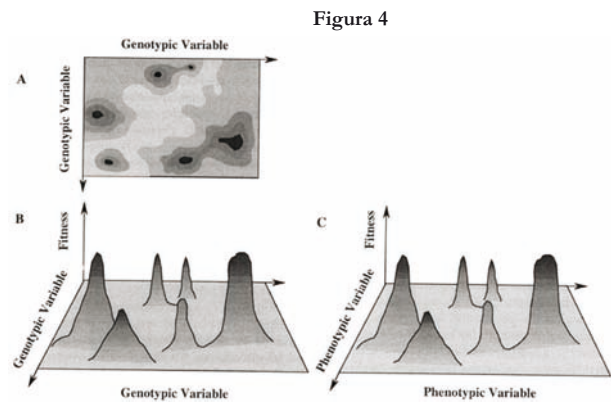 Figura 4
Genotypic Variable
A
Genotypic Variable
B
Fitness
Genotypic Variable
Genotypic Variable
C
Fitness
Phenotypic Variable
Phenotypic Variable